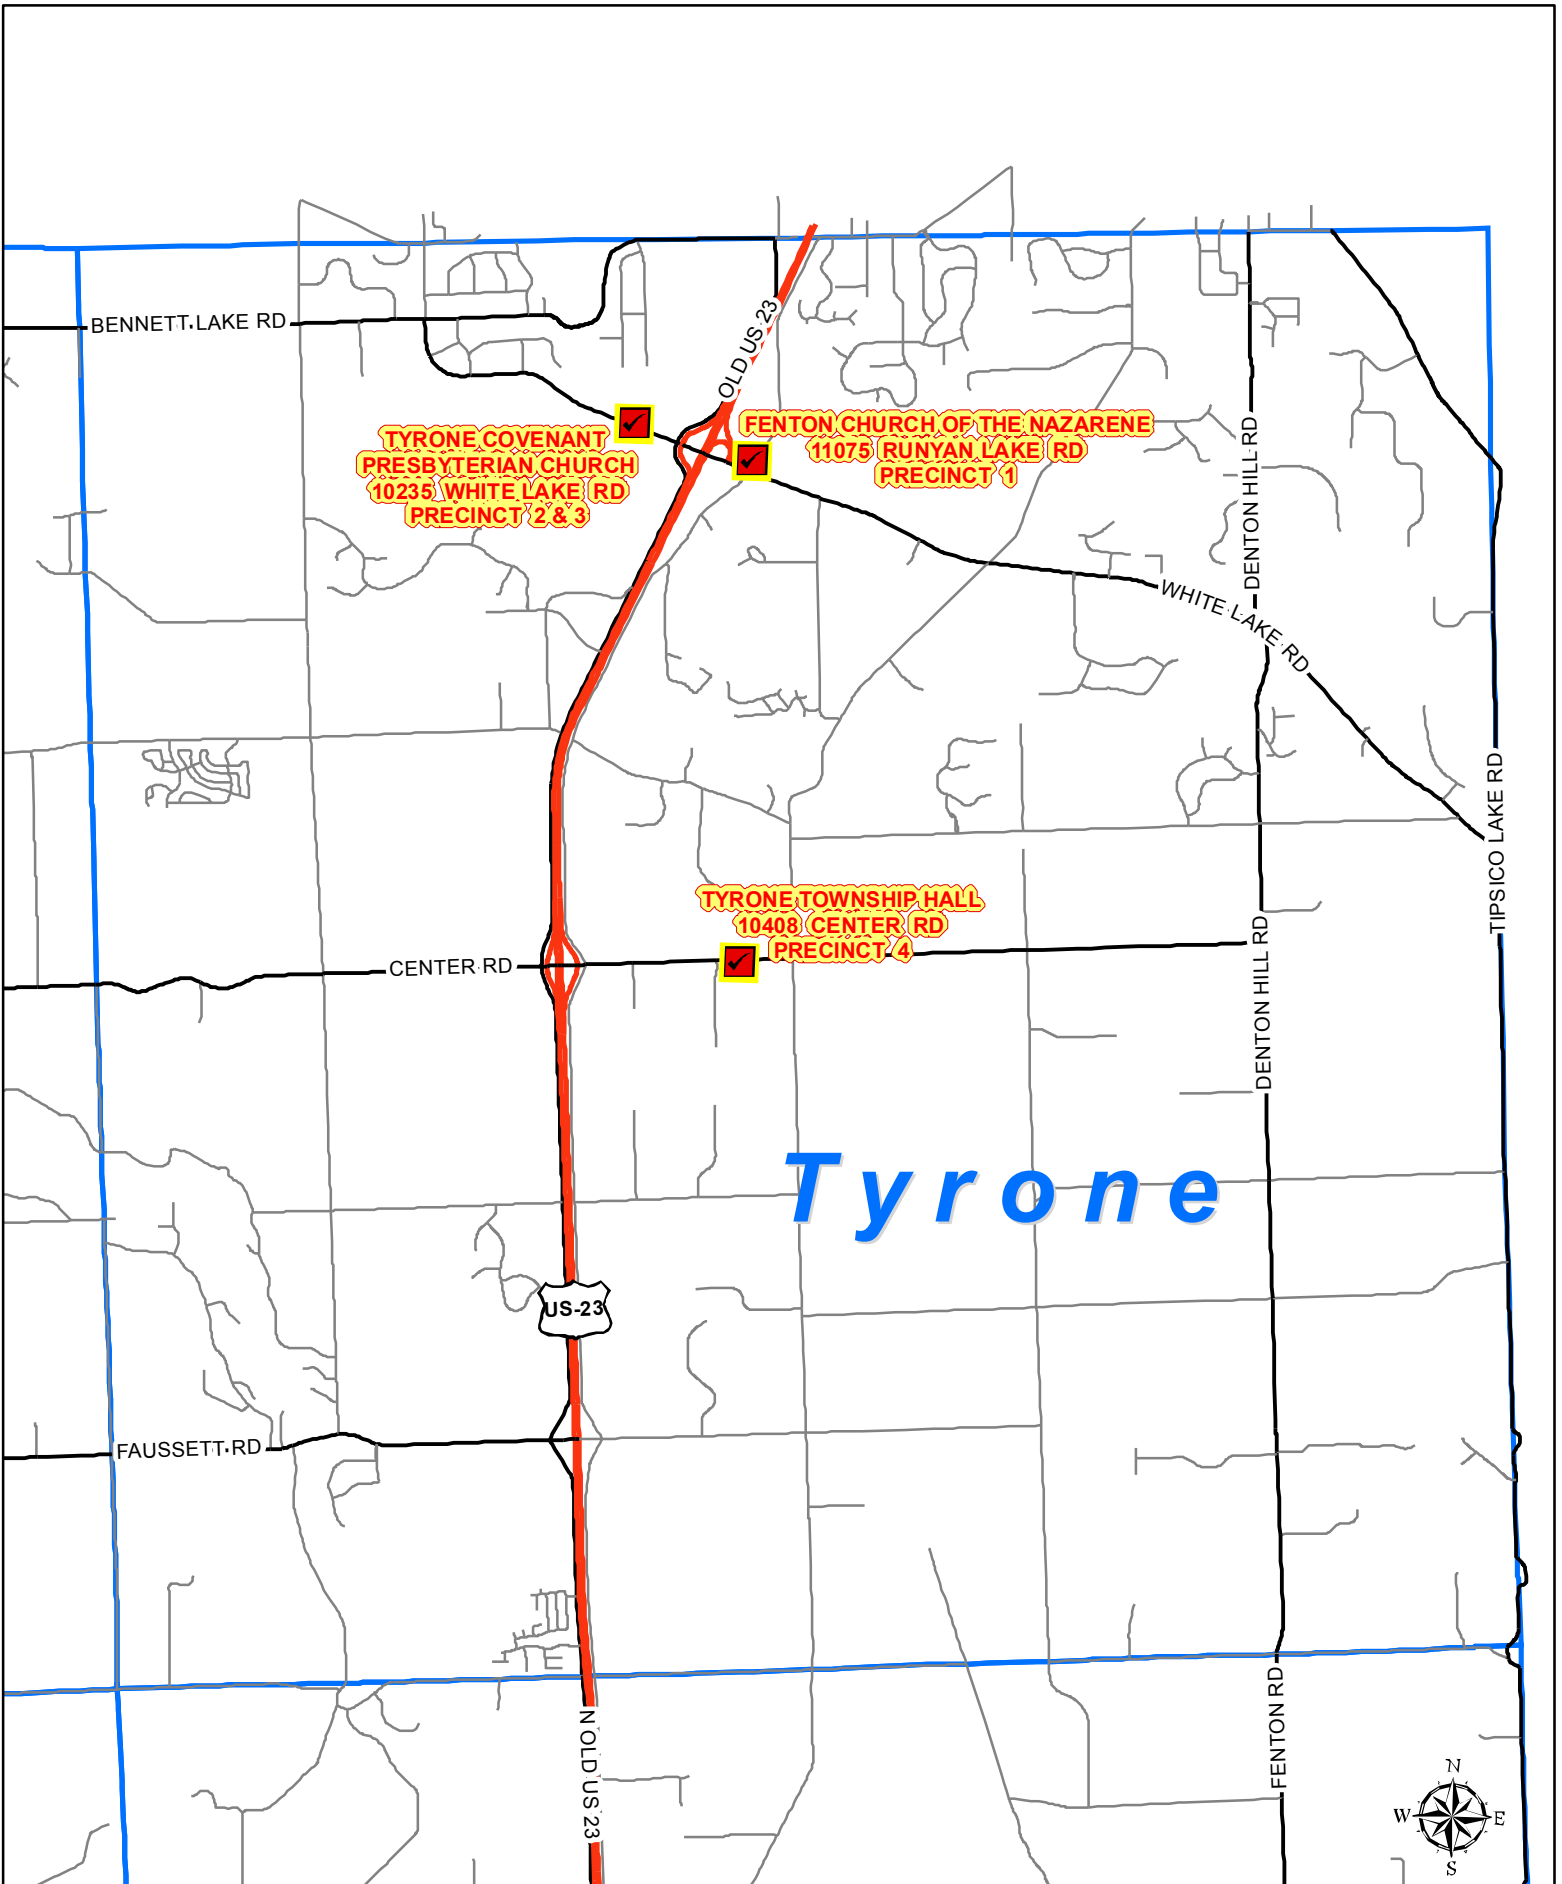 BENNETT LAKE RD
OLD US 23
TYRONE COVENANT
PRESBYTERIAN CHURCH
10235 WHITE LAKE RD
PRECINCT 2 & 3
FENTON CHURCH OF THE NAZARENE
11075 RUNYAN LAKE RD
PRECINCT 1
DENTON HILL RD
WHITE LAKE RD
TIPSICO LAKE RD
TYRONE TOWNSHIP HALL
10408 CENTER RD
PRECINCT 4
CENTER RD
DENTON HILL RD
Tyrone
US-23
FAUSSETT RD
N OLD US 23
FENTON RD
N
W E
S